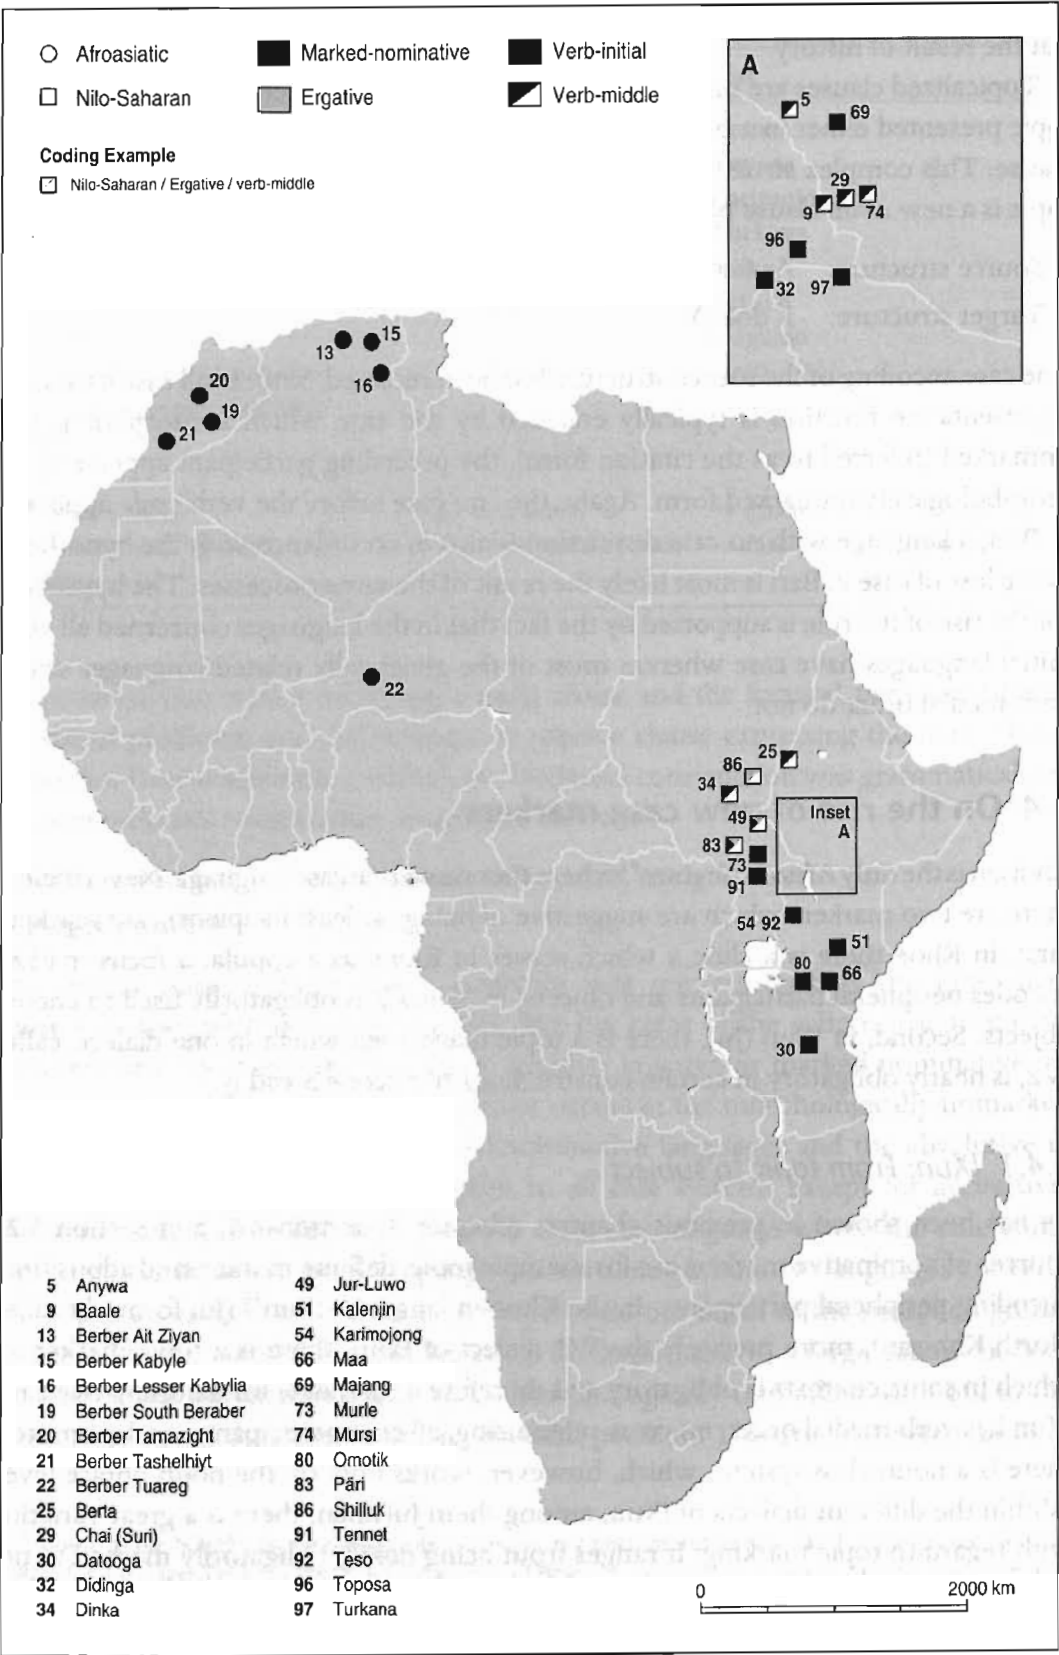 Afroasiatic
Nilo-Saharan
Marked-nominative
Ergative
Verb-initial
Verb-middle
Coding Example
Nilo-Saharan / Ergative / verb-middle
A
5
69
29
9
74
96
32
97
15
13
16
20
19
21
22
25
86
34
49
83
73
91
Inset
A
54 92
51
80
66
30
5 Anywa
9 Baale
13 Berber Ait Ziyan
15 Berber Kabyle
16 Berber Lesser Kabylia
19 Berber South Beraber
20 Berber Tamazight
21 Berber Tashelhiyt
22 Berber Tuareg
25 Berta
29 Chai (Suri)
30 Datooga
32 Didinga
34 Dinka
49 Jur-Luwo
51 Kalenjin
54 Karimojong
66 Maa
69 Majang
73 Murle
74 Mursi
80 Omotik
83 Päri
86 Shilluk
91 Tennet
92 Teso
96 Toposa
97 Turkana
0
2000 km